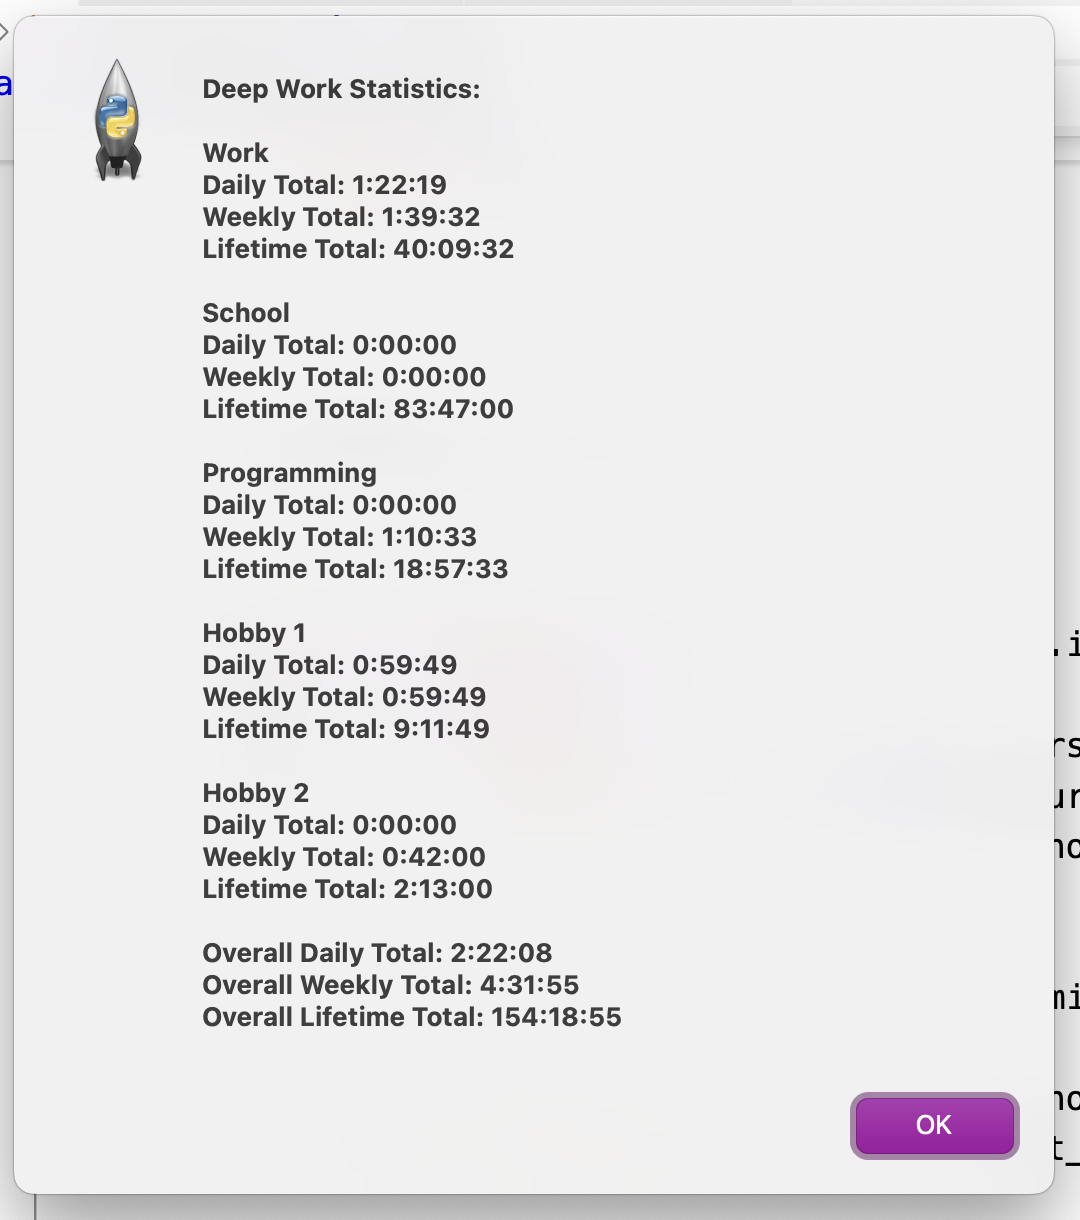 a
Deep Work Statistics:
Work
Daily Total: 1:22:19
Weekly Total: 1:39:32
Lifetime Total: 40:09:32
School
Daily Total: 0:00:00
Weekly Total: 0:00:00
Lifetime Total: 83:47:00
Programming
Daily Total: 0:00:00
Weekly Total: 1:10:33
Lifetime Total: 18:57:33
Hobby 1
Daily Total: 0:59:49
Weekly Total: 0:59:49
Lifetime Total: 9:11:49
Hobby 2
Daily Total: 0:00:00
Weekly Total: 0:42:00
Lifetime Total: 2:13:00
Overall Daily Total: 2:22:08
Overall Weekly Total: 4:31:55
Overall Lifetime Total: 154:18:55
OK